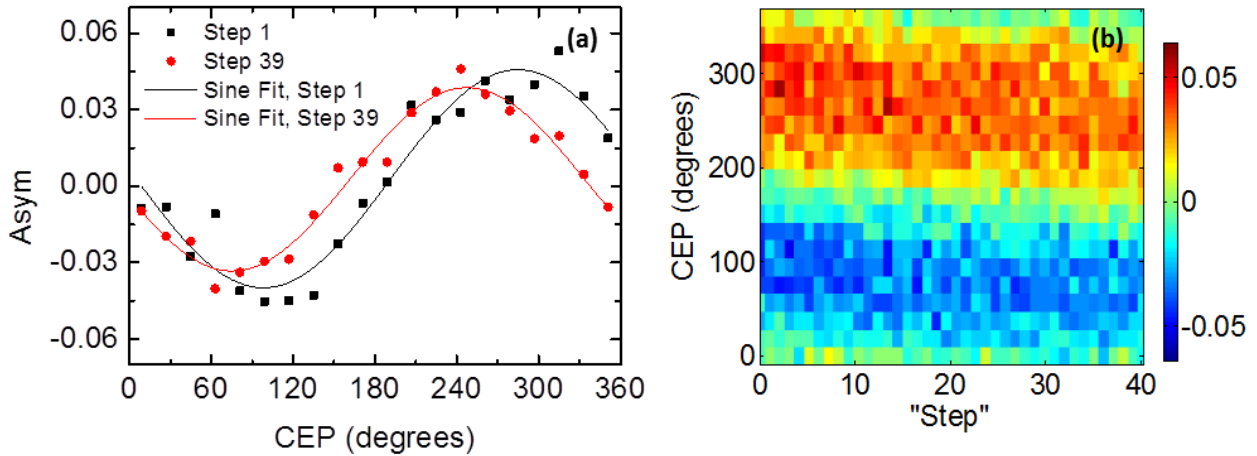 0.06
0.03
0.00
-0.03
-0.06
Asym
Step 1
Step 39
Sine Fit, Step 1
Sine Fit, Step 39
(a)
0 60 120 180 240 300 360
CEP (degrees)
(b)
300
200
100
0
CEP (degrees)
0 10 20 30 40
"Step"
0.05
0
-0.05